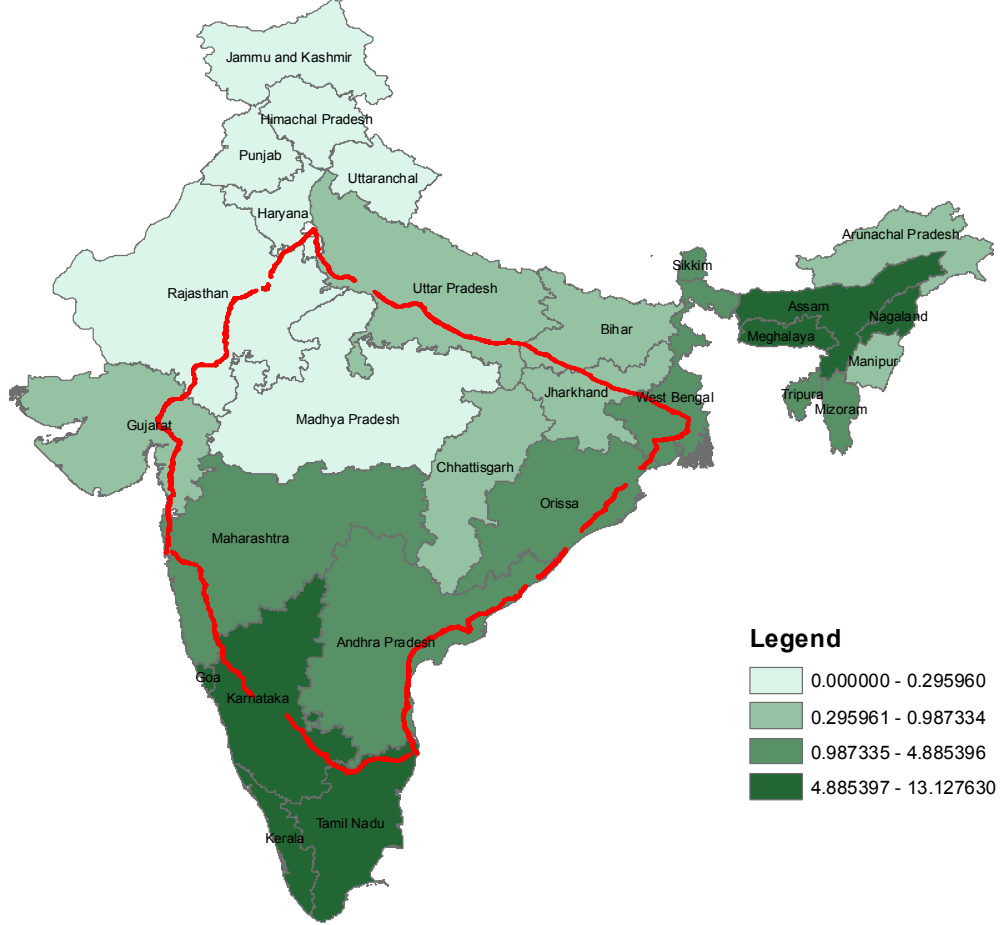 Jammu and Kashmir
Himachal Pradesh
Punjab
Uttaranchal
Haryana
Arunachal Pradesh
Sikkim
Rajasthan
Uttar Pradesh
Assam
Nagaland
Bihar
Meghalaya
Manipur
Jharkhand
West Bengal
Tripura
Mizoram
Gujarat
Madhya Pradesh
Chhattisgarh
Orissa
Maharashtra
Andhra Pradesh
Goa
Karnataka
Tamil Nadu
Kerala
Legend
0.000000 - 0.295960
0.295961 - 0.987334
0.987335 - 4.885396
4.885397 - 13.127630